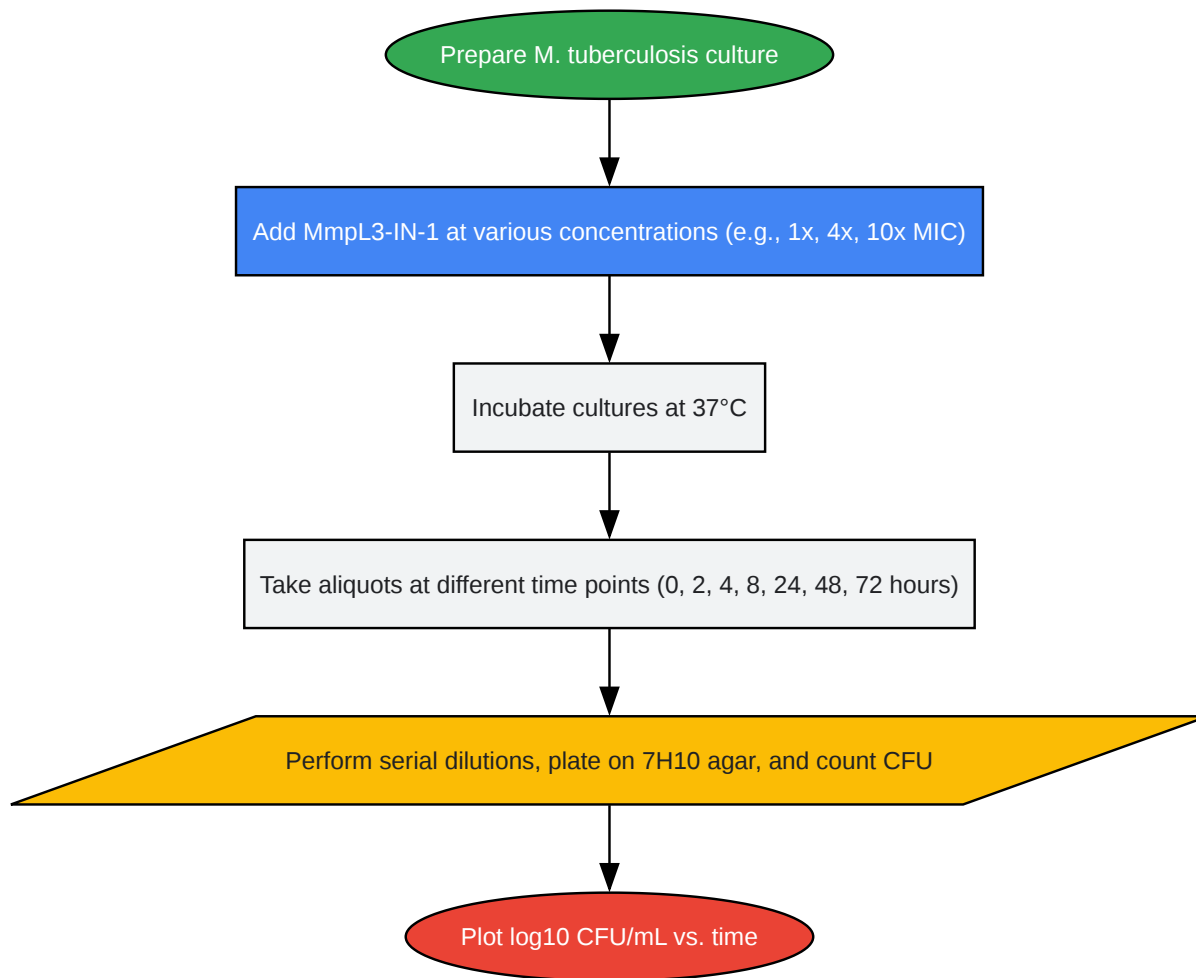 Prepare M. tuberculosis culture
Add MmpL3-IN-1 at various concentrations (e.g., 1x, 4x, 10x MIC)
Incubate cultures at 37°C
Take aliquots at different time points (0, 2, 4, 8, 24, 48, 72 hours)
Perform serial dilutions, plate on 7H10 agar, and count CFU
Plot log10 CFU/mL vs. time